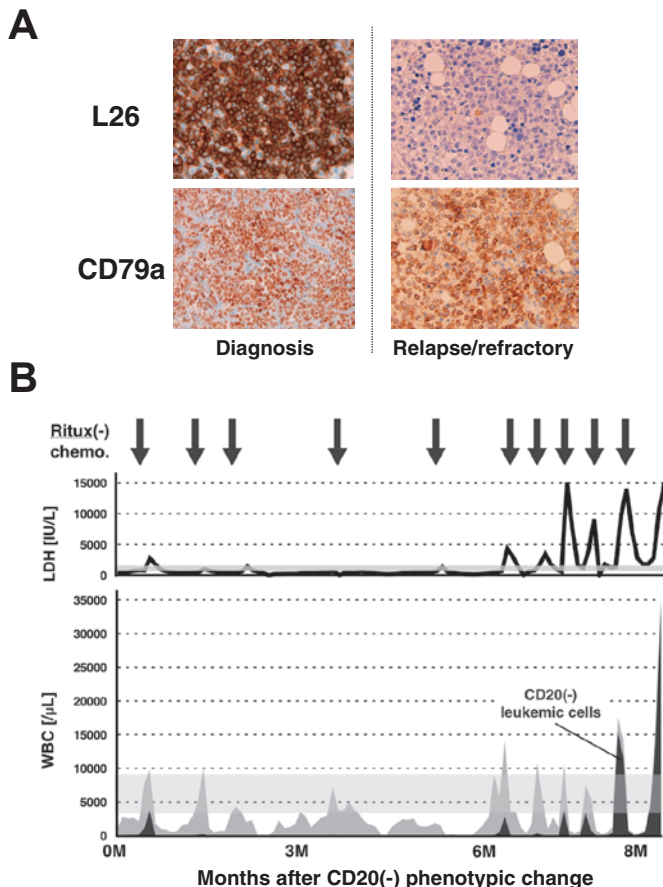 A
L26
CD79a
Diagnosis
Relapse/refractory
B
Ritux(-)
chemo.
LDH [IU/L]
15000
10000
5000
0
WBC [/μL]
35000
30000
25000
20000
15000
10000
5000
0
CD20(-)
leukemic cells
0M
3M
6M
8M
Months after CD20(-) phenotypic change